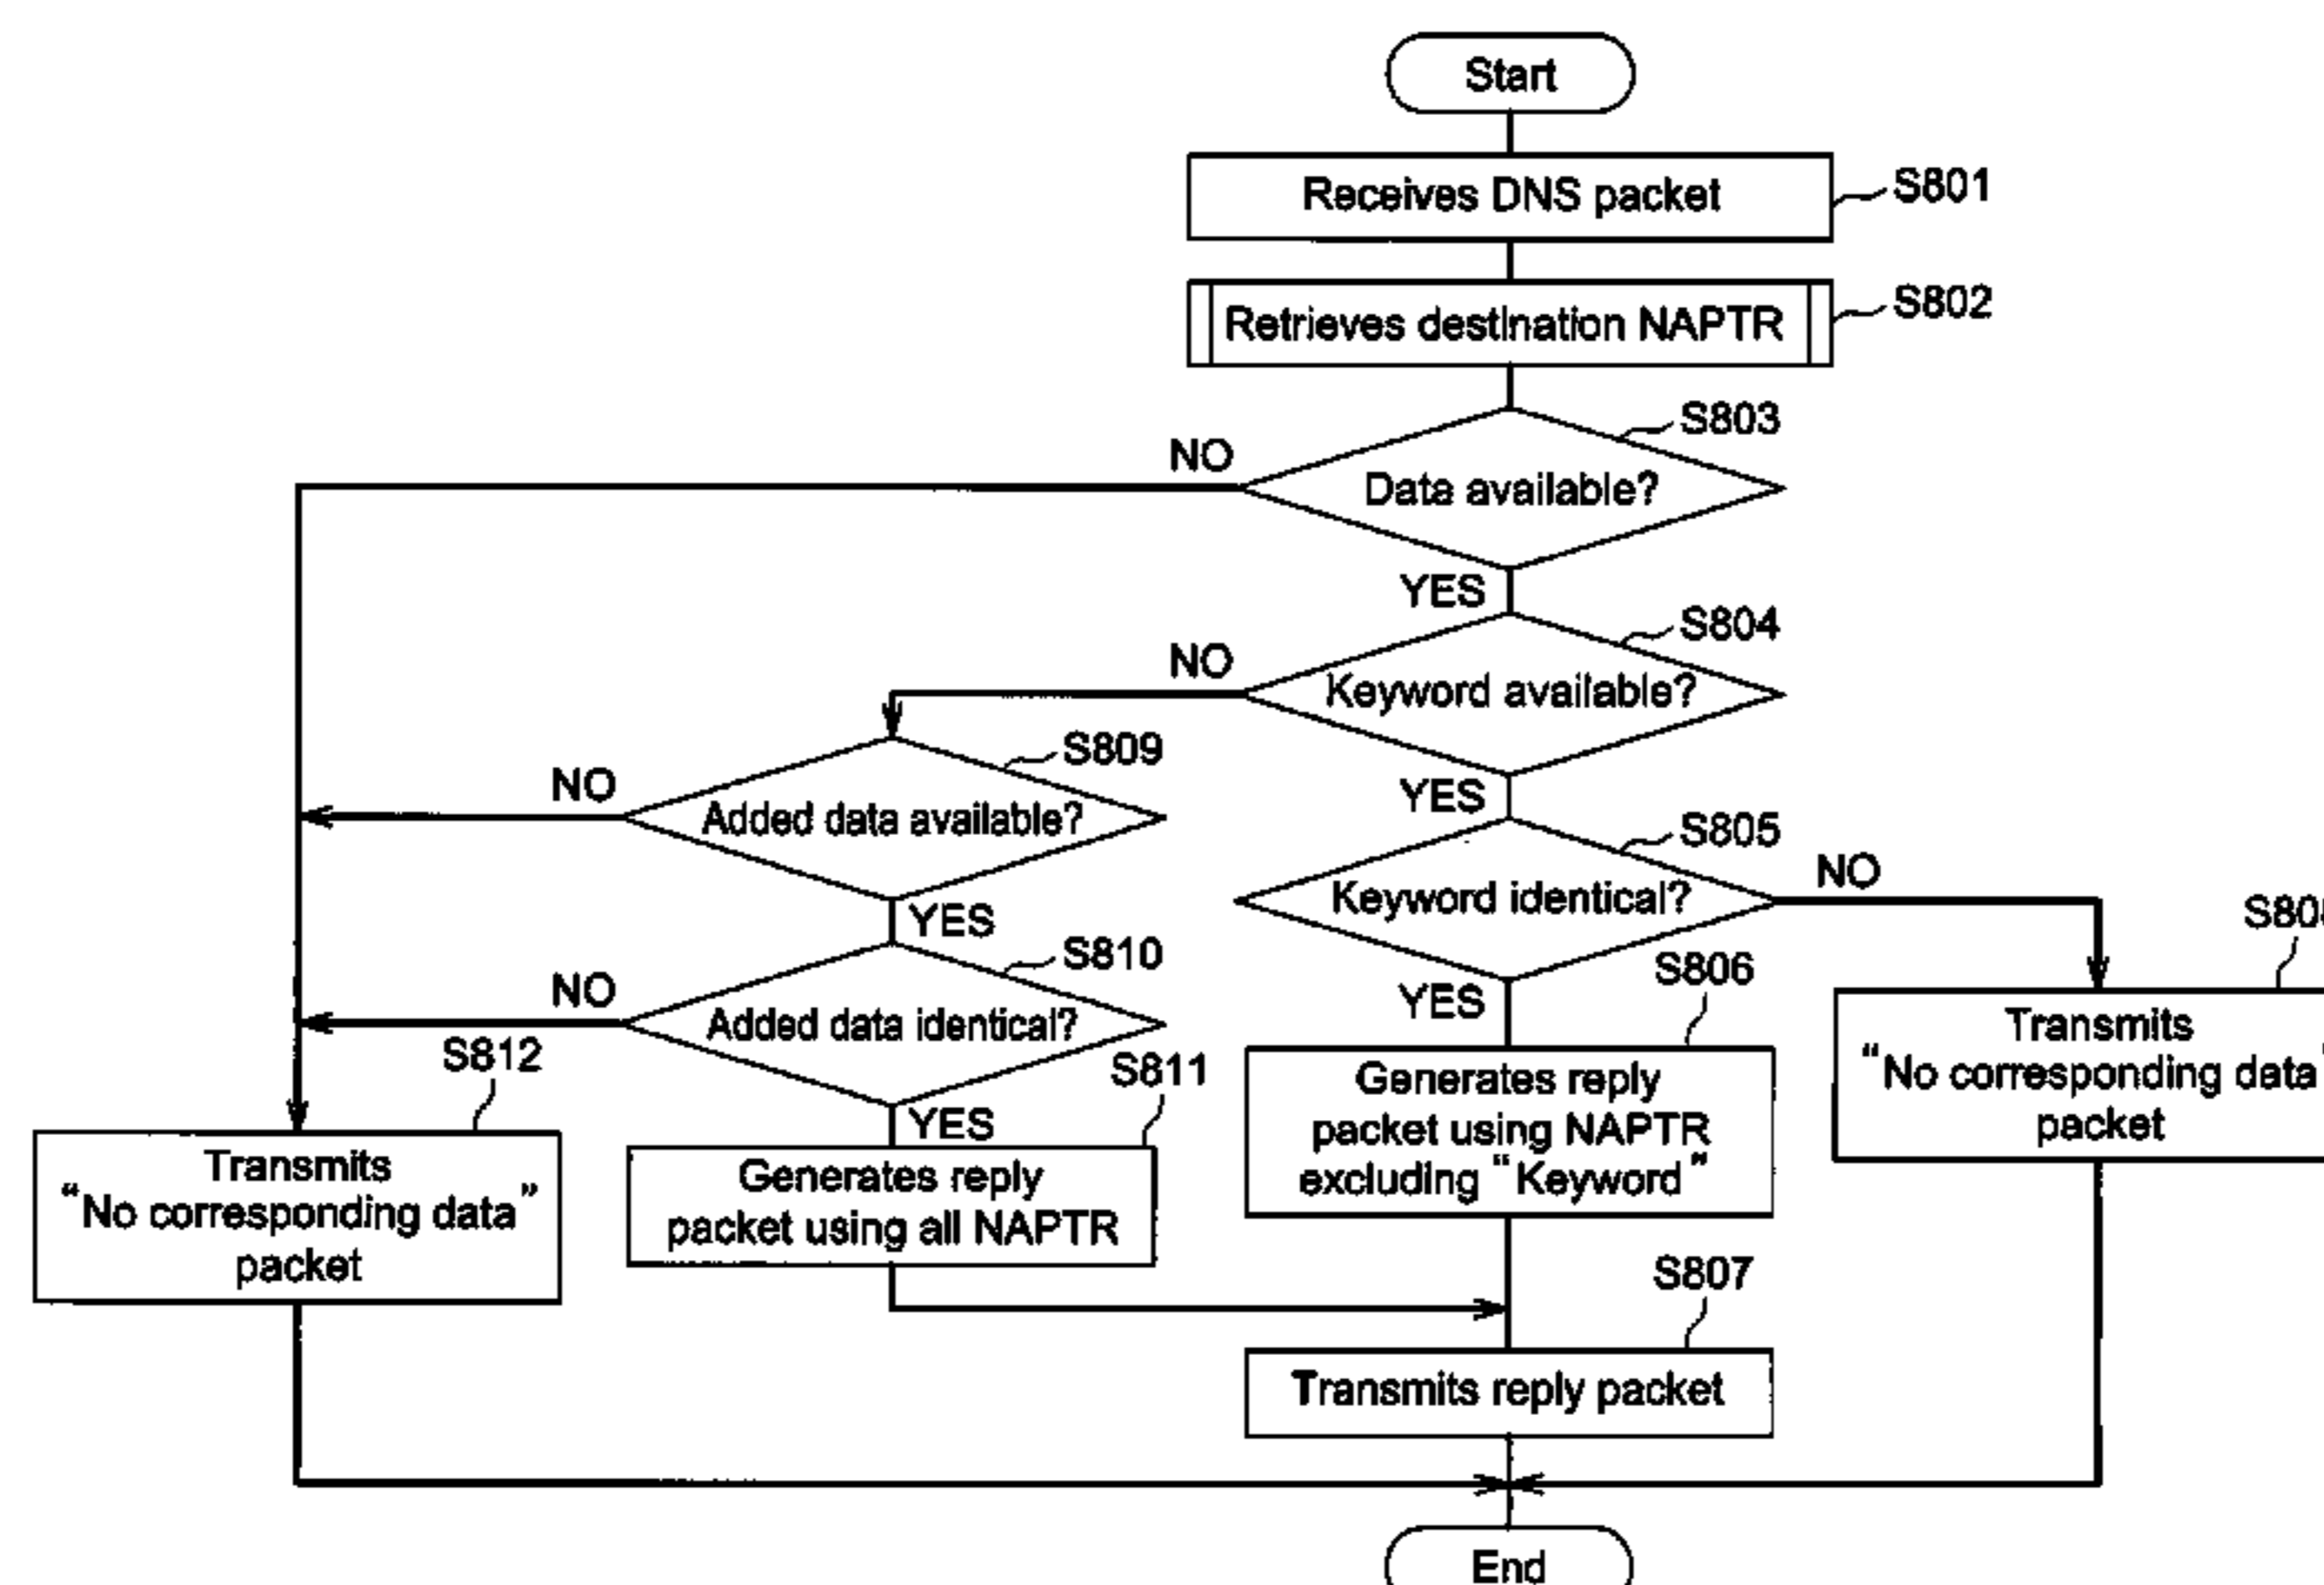 Start
Receives DNS packet
S801
Retrieves destination NAPTR
S802
S803
NO
Data available?
YES
S804
NO
Keyword available?
S809
NO
Added data available?
YES
S805
Keyword identical?
NO
YES
S810
NO
Added data identical?
YES
S806
YES
Generates reply
packet using NAPTR
excluding "Keyword"
Transmits
"No corresponding data"
packet
S812
Transmits
"No corresponding data"
packet
S811
Generates reply
packet using all NAPTR
S807
Transmits reply packet
End